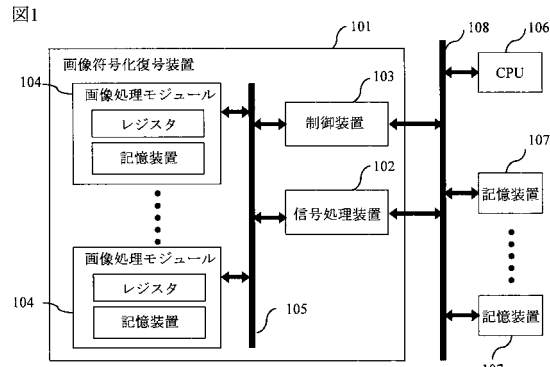 図1
101
108
106
画像符号化復号装置
CPU
104
画像処理モジュール
レジスタ
記憶装置
103
制御装置
107
記憶装置
102
信号処理装置
画像処理モジュール
レジスタ
記憶装置
104
105
記憶装置
107